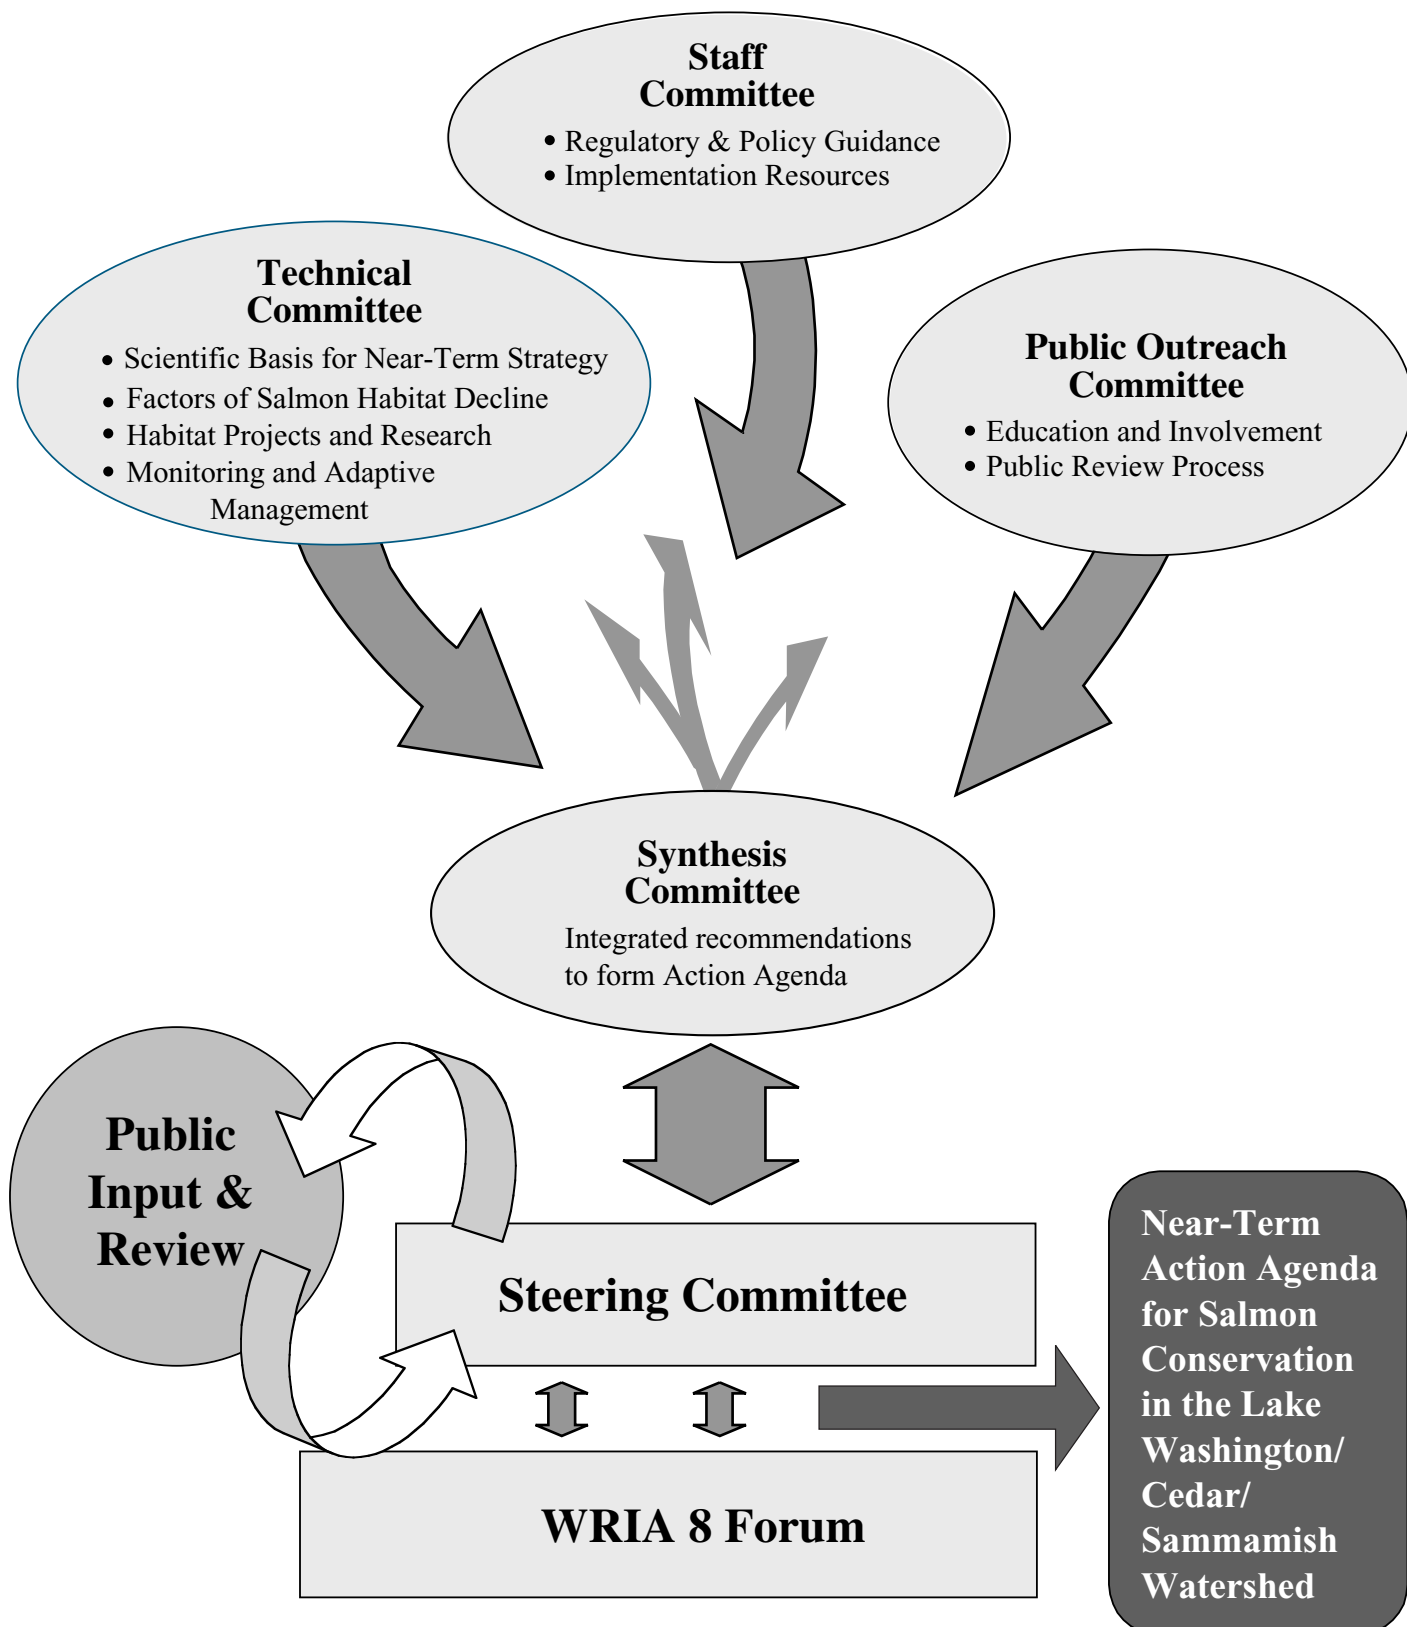 Staff
Committee
• Regulatory & Policy Guidance
• Implementation Resources
Technical
Committee
• Scientific Basis for Near-Term Strategy
• Factors of Salmon Habitat Decline
• Habitat Projects and Research
• Monitoring and Adaptive
Management
Public Outreach
Committee
• Education and Involvement
• Public Review Process
Synthesis
Committee
Integrated recommendations
to form Action Agenda
Public
Input &
Review
Steering Committee
WRIA 8 Forum
Near-Term
Action Agenda
for Salmon
Conservation
in the Lake
Washington/
Cedar/
Sammamish
Watershed